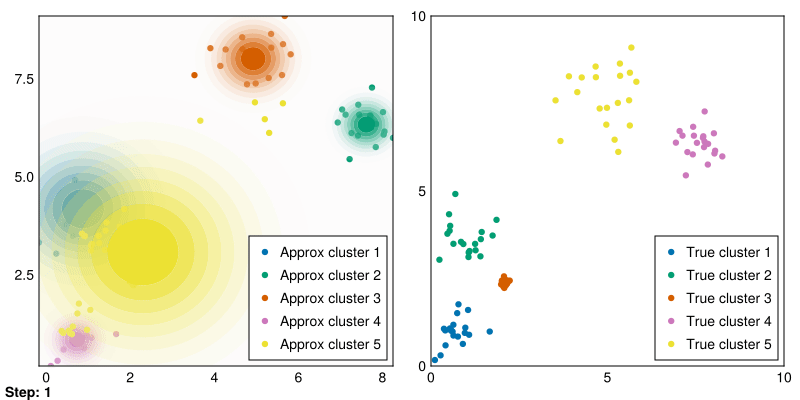 7.5
5.0
2.5
0 2 4 6 8
Approx cluster 1
Approx cluster 2
Approx cluster 3
Approx cluster 4
Approx cluster 5
10
5
0
0 5 10
True cluster 1
True cluster 2
True cluster 3
True cluster 4
True cluster 5
Step: 1